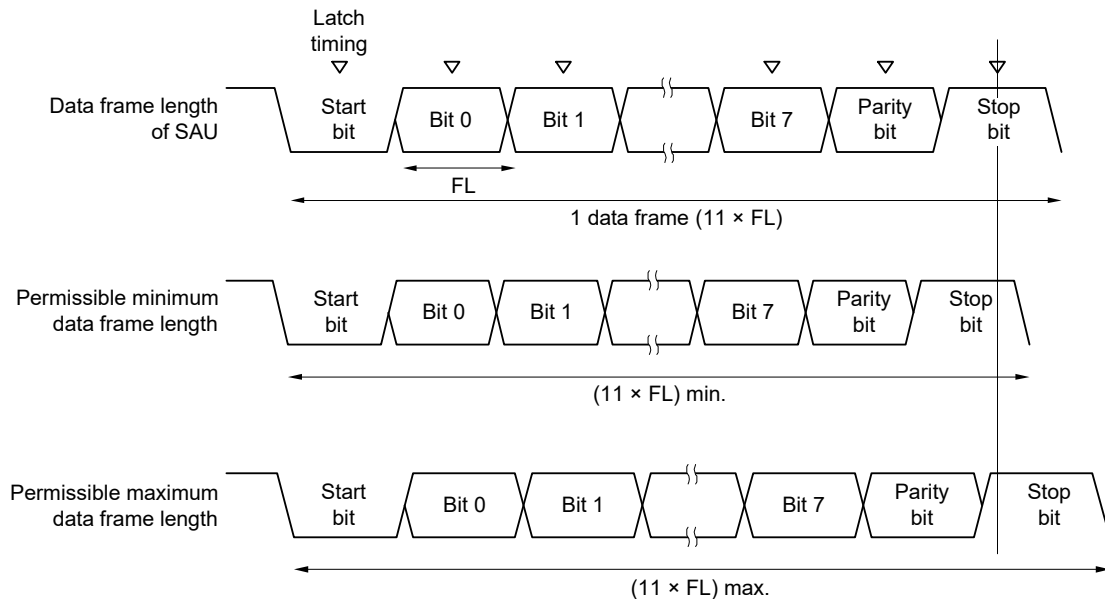 Latch
timing
Data frame length
of SAU
Start
bit
Bit 0
Bit 1
Bit 7
Parity
bit
Stop
bit
FL
1 data frame (11 × FL)
Permissible minimum
data frame length
Start
bit
Bit 0
Bit 1
Bit 7
Parity
bit
Stop
bit
(11 × FL) min.
Permissible maximum
data frame length
Start
bit
Bit 0
Bit 1
Bit 7
Parity
bit
Stop
bit
(11 × FL) max.